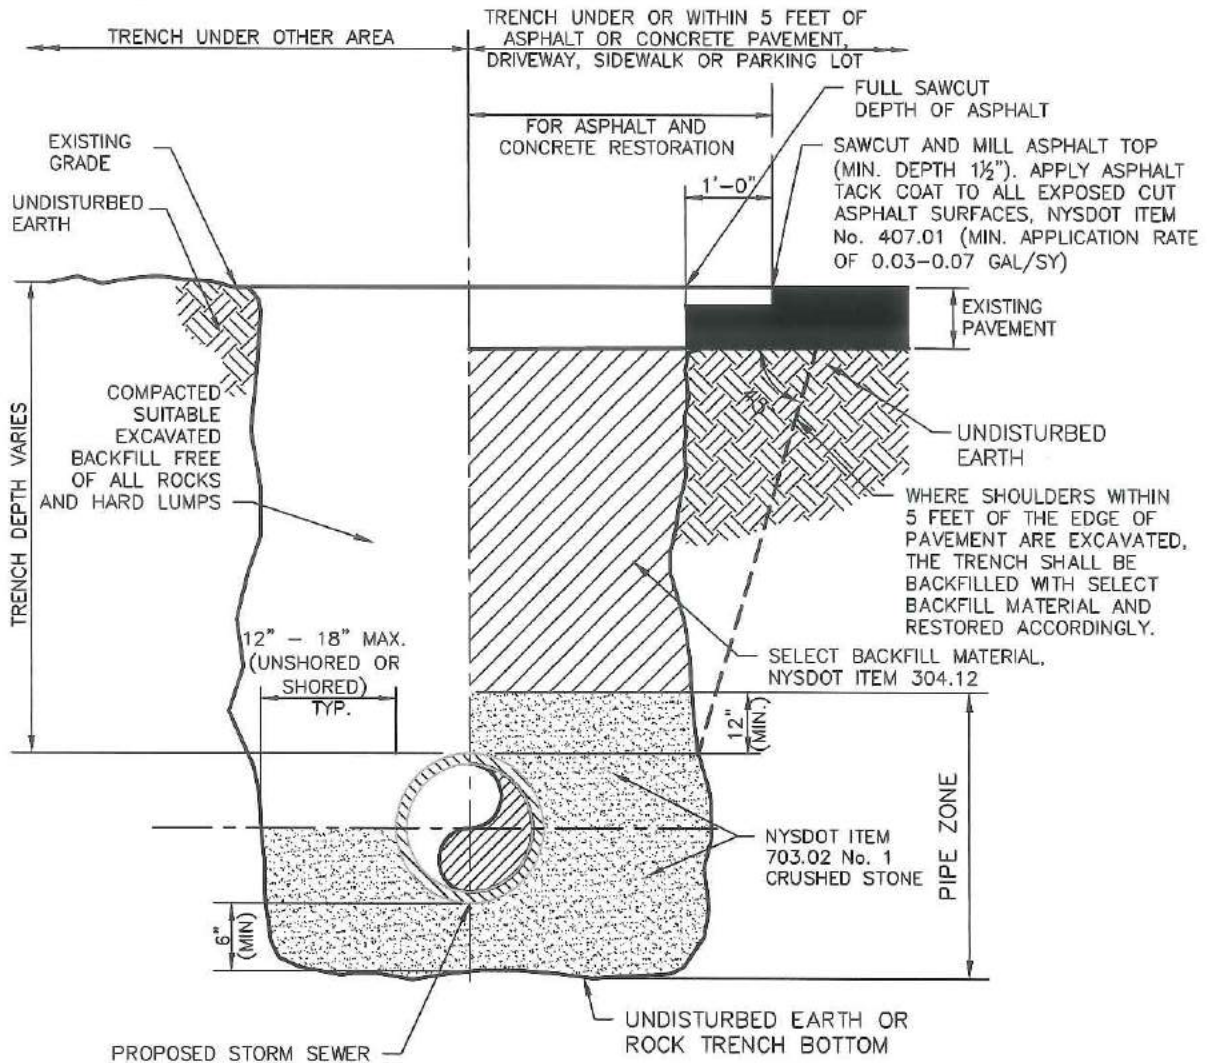 TRENCH UNDER OTHER AREA
TRENCH UNDER OR WITHIN 5 FEET OF
ASPHALT OR CONCRETE PAVEMENT,
DRIVEWAY, SIDEWALK OR PARKING LOT
FULL SAWCUT
DEPTH OF ASPHALT
FOR ASPHALT AND
CONCRETE RESTORATION
EXISTING
GRADE
SAWCUT AND MILL ASPHALT TOP
(MIN. DEPTH 1½"). APPLY ASPHALT
TACK COAT TO ALL EXPOSED CUT
ASPHALT SURFACES, NYSDOT ITEM
No. 407.01 (MIN. APPLICATION RATE
OF 0.03-0.07 GAL/SY)
1'-0"
UNDISTURBED
EARTH
EXISTING
PAVEMENT
TRENCH DEPTH VARIES
COMPACTED
SUITABLE
EXCAVATED
BACKFILL FREE
OF ALL ROCKS
AND HARD LUMPS
UNDISTURBED
EARTH
WHERE SHOULDERS WITHIN
5 FEET OF THE EDGE OF
PAVEMENT ARE EXCAVATED,
THE TRENCH SHALL BE
BACKFILLED WITH SELECT
BACKFILL MATERIAL AND
RESTORED ACCORDINGLY.
12" - 18" MAX.
(UNSHORED OR
SHORED)
TYP.
SELECT BACKFILL MATERIAL,
NYSDOT ITEM 304.12
12"
(MIN.)
PIPE ZONE
NYSDOT ITEM
703.02 No. 1
CRUSHED STONE
6"
(MIN)
UNDISTURBED EARTH OR
ROCK TRENCH BOTTOM
PROPOSED STORM SEWER